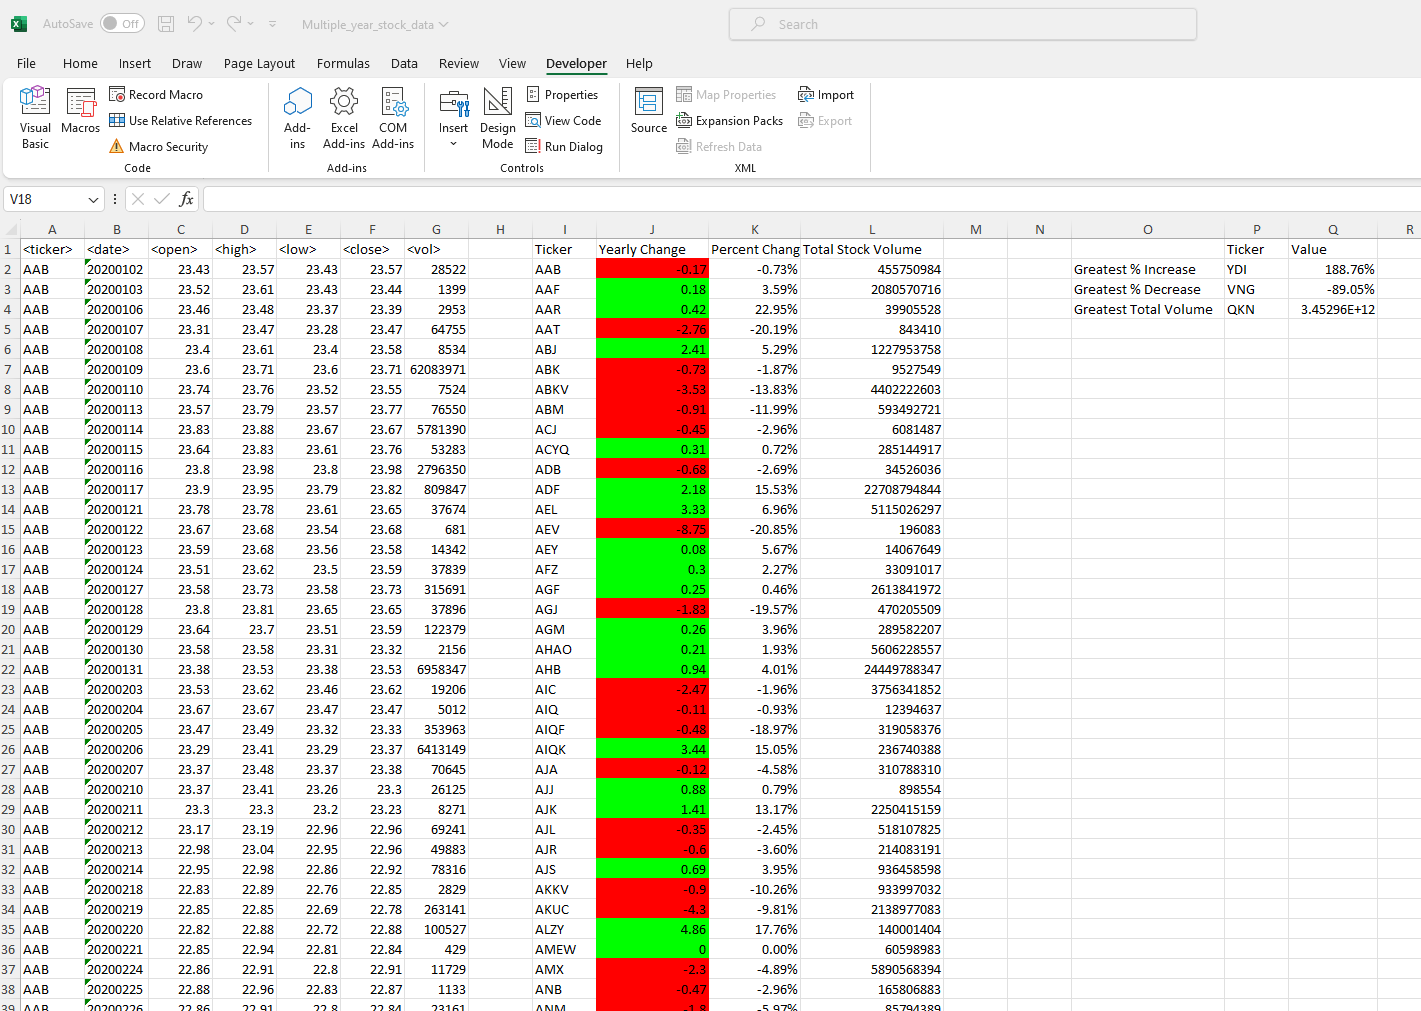 AutoSave Off Multiple_year_stock_data Search
File Home Insert Draw Page Layout Formulas Data Review View Developer Help
Visual Basic Macros Record Macro Use Relative References Macro Security
Add-ins Excel Add-ins COM Add-ins
Insert Design Mode Properties View Code Run Dialog
Source Map Properties Expansion Packs Refresh Data Import Export
Code Add-ins Controls XML
V18 fx
A B C D E F G H I J K L M N O P Q R
1 <ticker> <date> <open> <high> <low> <close> <vol> Ticker Yearly Change Percent Chang Total Stock Volume Ticker Value
2 AAB 20200102 23.43 23.57 23.43 23.57 28522 AAB -0.17 -0.73% 455750984 Greatest % Increase YDI 188.76%
3 AAB 20200103 23.52 23.61 23.43 23.44 1399 AAF 0.18 3.59% 2080570716 Greatest % Decrease VNG -89.05%
4 AAB 20200106 23.46 23.48 23.37 23.39 2953 AAR 0.42 22.95% 39905528 Greatest Total Volume QKN 3.45296E+12
5 AAB 20200107 23.31 23.47 23.28 23.47 64755 AAT -2.76 -20.19% 843410
6 AAB 20200108 23.4 23.61 23.4 23.58 8534 ABJ 2.41 5.29% 1227953758
7 AAB 20200109 23.6 23.71 23.6 23.71 62083971 ABK -0.73 -1.87% 9527549
8 AAB 20200110 23.74 23.76 23.52 23.55 7524 ABKV -3.53 -13.83% 4402222603
9 AAB 20200113 23.57 23.79 23.57 23.77 76550 ABM -0.91 -11.99% 593492721
10 AAB 20200114 23.83 23.88 23.67 23.67 5781390 ACJ -0.45 -2.96% 6081487
11 AAB 20200115 23.64 23.83 23.61 23.76 53283 ACYQ 0.31 0.72% 285144917
12 AAB 20200116 23.8 23.98 23.8 23.98 2796350 ADB -0.68 -2.69% 34526036
13 AAB 20200117 23.9 23.95 23.79 23.82 809847 ADF 2.18 15.53% 22708794844
14 AAB 20200121 23.78 23.78 23.61 23.65 37674 AEL 3.33 6.96% 5115026297
15 AAB 20200122 23.67 23.68 23.54 23.68 681 AEV -8.75 -20.85% 196083
16 AAB 20200123 23.59 23.68 23.56 23.58 14342 AEY 0.08 5.67% 14067649
17 AAB 20200124 23.51 23.62 23.5 23.59 37839 AFZ 0.3 2.27% 33091017
18 AAB 20200127 23.58 23.73 23.58 23.73 315691 AGF 0.25 0.46% 2613841972
19 AAB 20200128 23.8 23.81 23.65 23.65 37896 AGJ -1.83 -19.57% 470205509
20 AAB 20200129 23.64 23.7 23.51 23.59 122379 AGM 0.26 3.96% 289582207
21 AAB 20200130 23.58 23.58 23.31 23.32 2156 AHAO 0.21 1.93% 5606228557
22 AAB 20200131 23.38 23.53 23.38 23.53 6958347 AHB 0.94 4.01% 24449788347
23 AAB 20200203 23.53 23.62 23.46 23.62 19206 AIC -2.47 -1.96% 3756341852
24 AAB 20200204 23.67 23.67 23.47 23.47 5012 AIQ -0.11 -0.93% 12394637
25 AAB 20200205 23.47 23.49 23.32 23.33 353963 AIQF -0.48 -18.97% 319058376
26 AAB 20200206 23.29 23.41 23.29 23.37 6413149 AIQK 3.44 15.05% 236740388
27 AAB 20200207 23.37 23.48 23.37 23.38 70645 AJA -0.12 -4.58% 310788310
28 AAB 20200210 23.37 23.41 23.26 23.3 26125 AJJ 0.88 0.79% 898554
29 AAB 20200211 23.3 23.3 23.2 23.23 8271 AJK 1.41 13.17% 2250415159
30 AAB 20200212 23.17 23.19 22.96 22.96 69241 AJL -0.35 -2.45% 518107825
31 AAB 20200213 22.98 23.04 22.95 22.96 49883 AJR -0.6 -3.60% 214083191
32 AAB 20200214 22.95 22.98 22.86 22.92 78316 AJS 0.69 3.95% 936458598
33 AAB 20200218 22.83 22.89 22.76 22.85 2829 AKKV -0.9 -10.26% 933997032
34 AAB 20200219 22.85 22.85 22.69 22.78 263141 AKUC -4.3 -9.81% 2138977083
35 AAB 20200220 22.82 22.88 22.72 22.88 100527 ALZY 4.86 17.76% 140001404
36 AAB 20200221 22.85 22.94 22.81 22.84 429 AMEW 0 0.00% 60598983
37 AAB 20200224 22.86 22.91 22.8 22.91 11729 AMX -2.3 -4.89% 5890568394
38 AAB 20200225 22.88 22.96 22.83 22.87 1133 ANB -0.47 -2.96% 165806883
39 AAB 20200226 22.86 22.91 22.8 22.84 23161 ANM -1.8 -5.97% 85794389